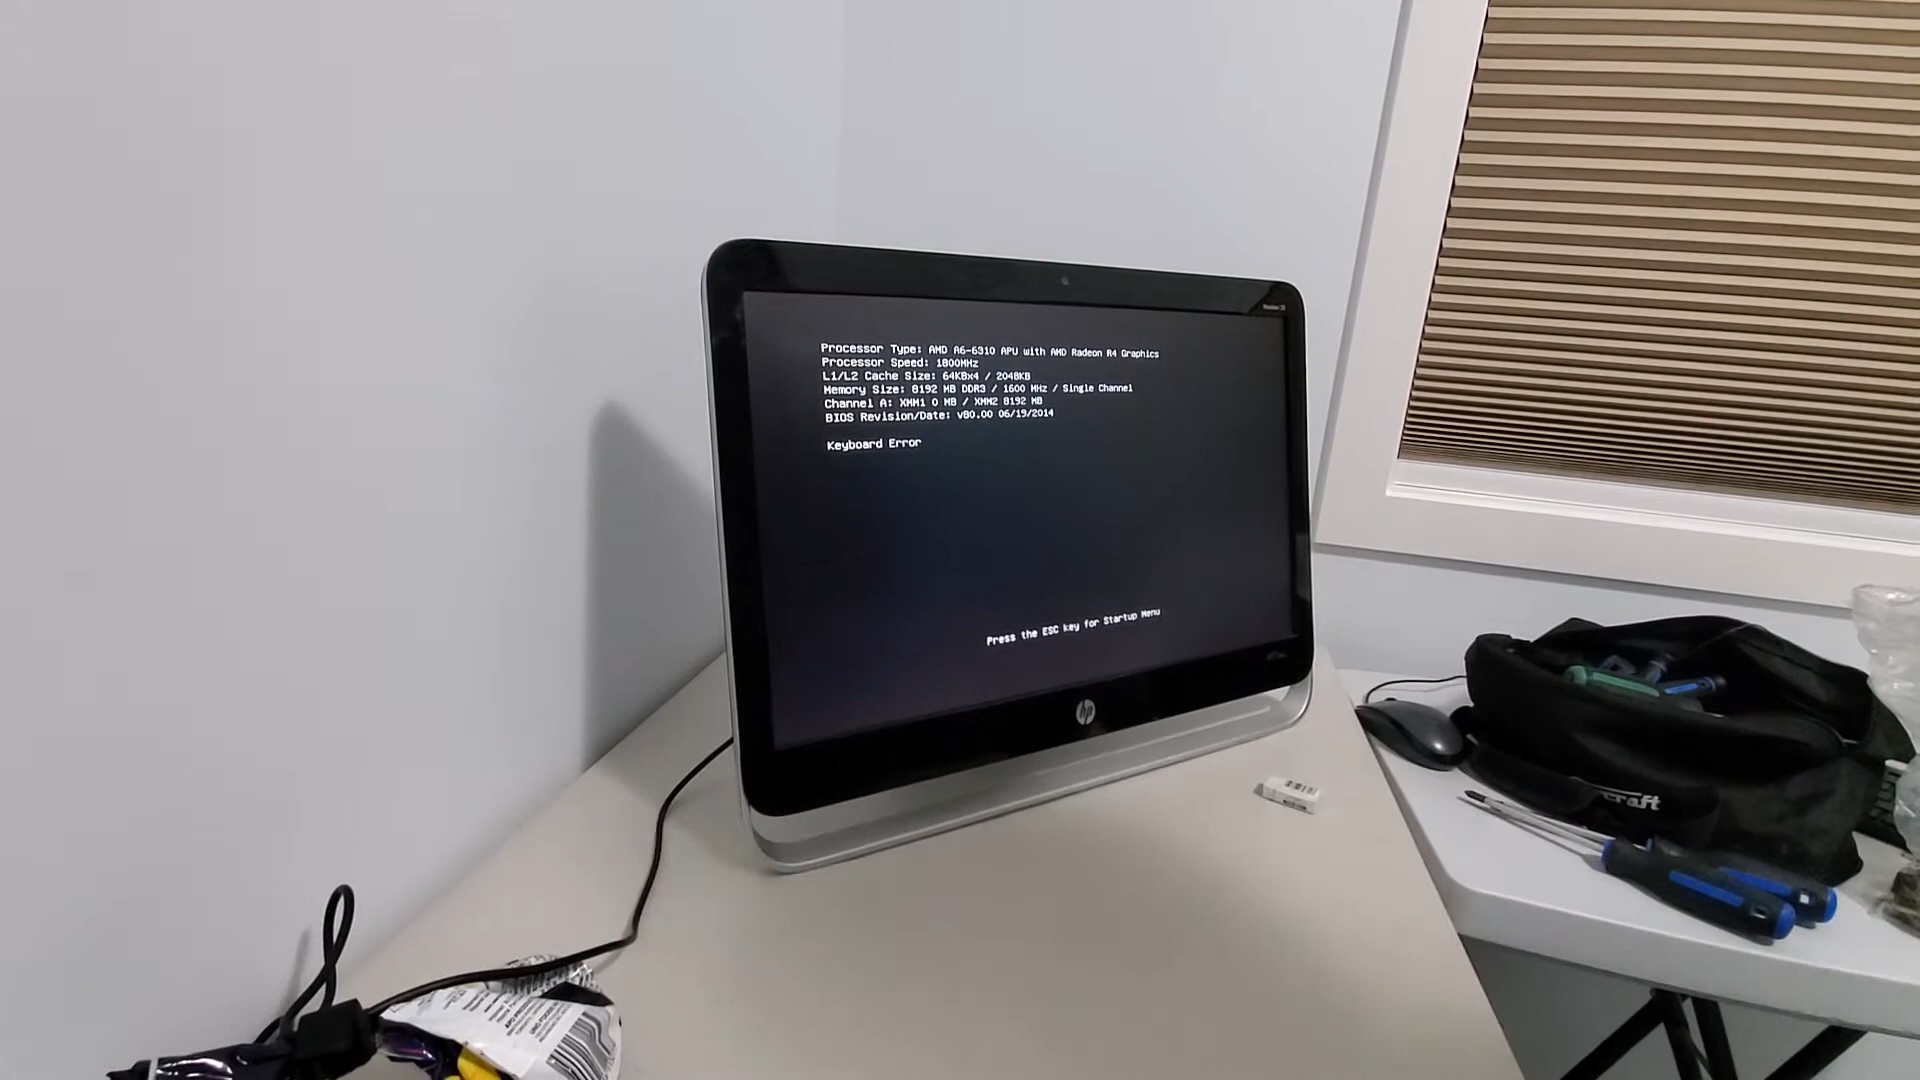 Processor Type: AMD A6-6310 APU with AMD Radeon R4 Graphics
Processor Speed: 1800MHz
L1/L2 Cache Size: 64KBx4 / 2048KB
Memory Size: 8192 MB DDR3 / 1600 MHz / Single Channel
Channel A: XMM1 0 MB / XMM2 8192 MB
BIOS Revision/Date: v80.00 06/19/2014
Keyboard Error
Press the ESC key for Startup Menu
hp
craft